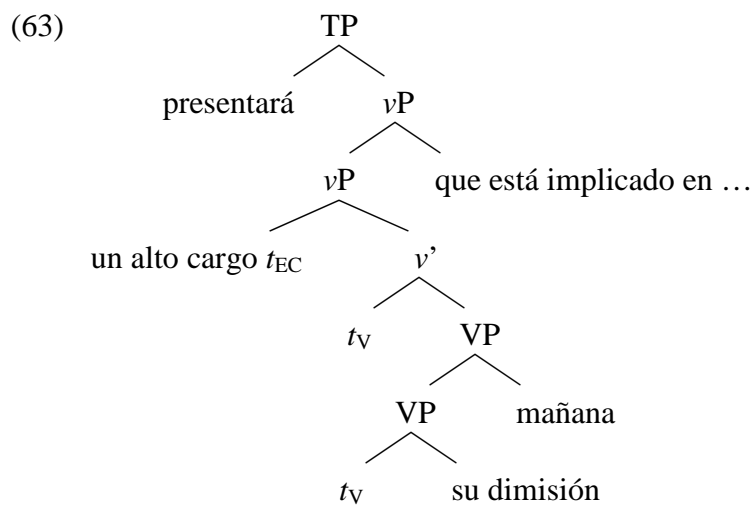 (63) TP
presentará vP
vP que está implicado en …
un alto cargo tEC v’
tV VP
VP mañana
tV su dimisión